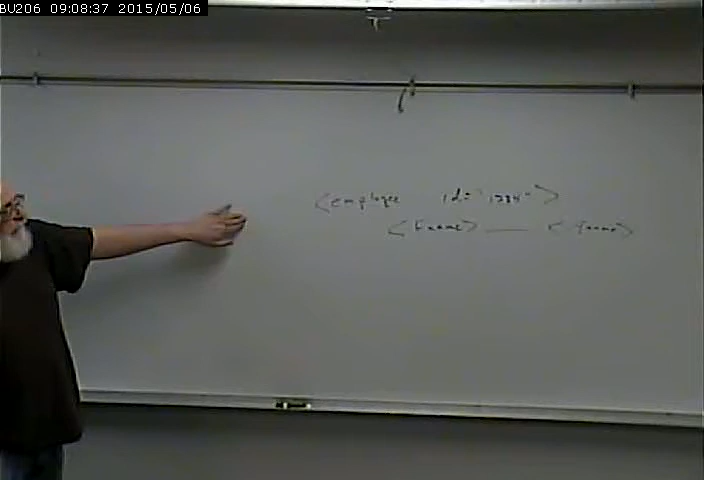 BU206 09:08:37 2015/05/06
<employee id="1234">
<fname> — </fname>